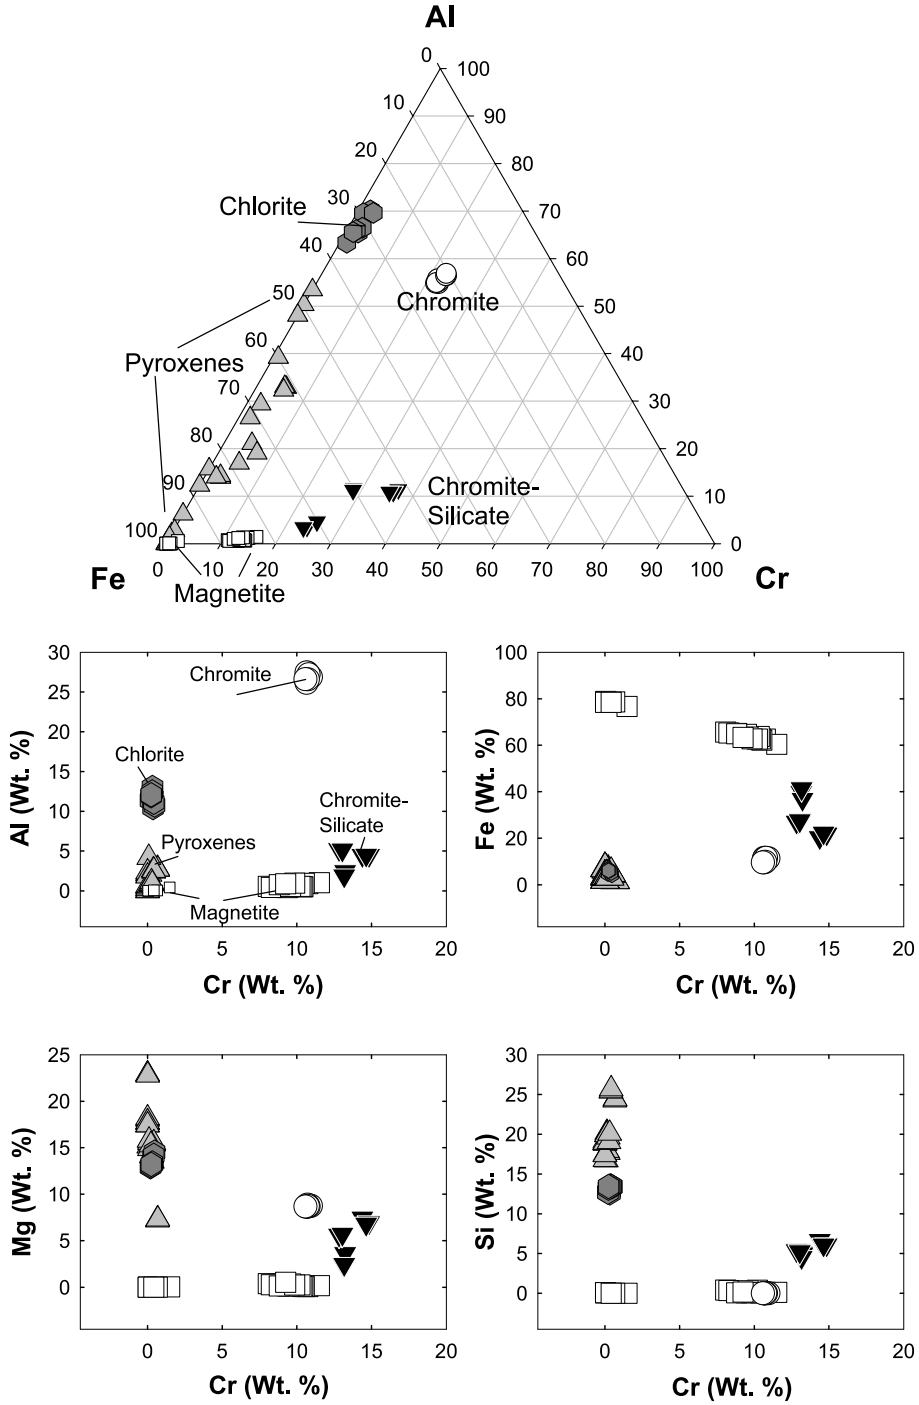 Al
0
100
10
90
20
80
30
70
Chlorite
40
60
50
50
Chromite
Pyroxenes
60
40
70
30
80
20
90
10
Chromite-
Silicate
100
0
0 10 20 30 40 50 60 70 80 90 100
Fe
Cr
Magnetite
30
25
20
15
10
5
0
Al (Wt. %)
Chromite
Chlorite
Pyroxenes
Chromite-
Silicate
Magnetite
0 5 10 15 20
Cr (Wt. %)
100
80
60
40
20
0
Fe (Wt. %)
0 5 10 15 20
Cr (Wt. %)
25
20
15
10
5
0
Mg (Wt. %)
0 5 10 15 20
Cr (Wt. %)
30
25
20
15
10
5
0
Si (Wt. %)
0 5 10 15 20
Cr (Wt. %)